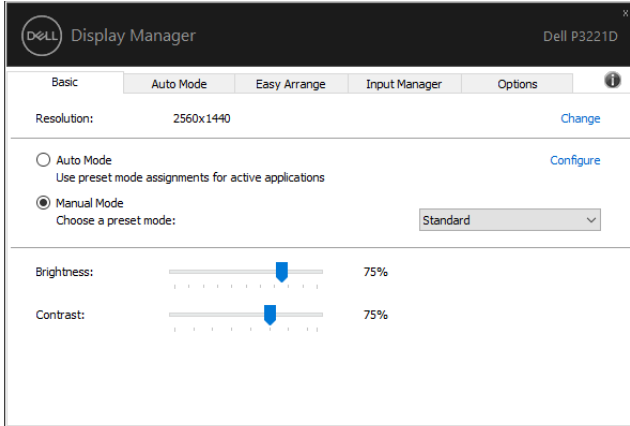 DELL Display Manager Dell P3221D x
Basic Auto Mode Easy Arrange Input Manager Options i
Resolution: 2560x1440 Change
Auto Mode Configure
Use preset mode assignments for active applications
Manual Mode
Choose a preset mode: Standard
Brightness: 75%
Contrast: 75%